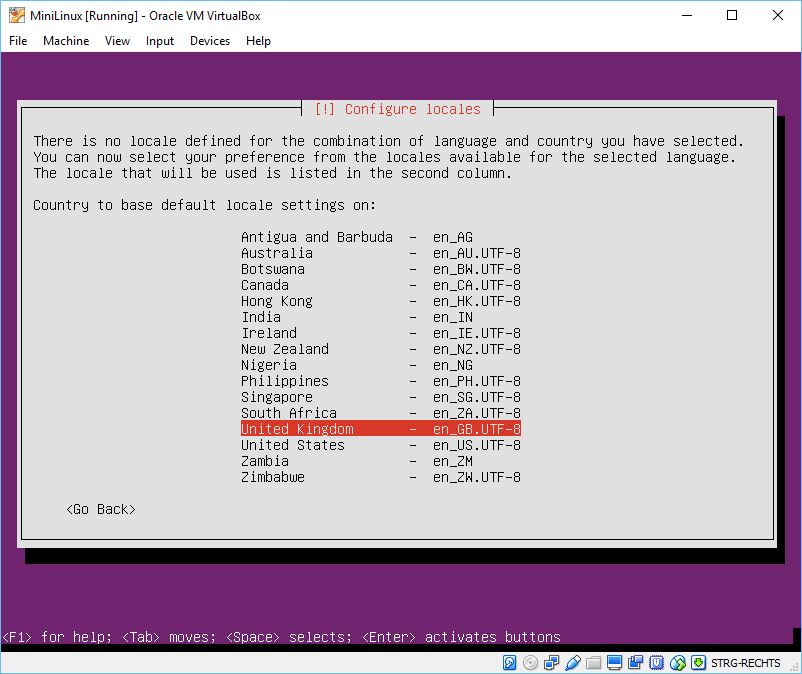 MiniLinux [Running] - Oracle VM VirtualBox
File Machine View Input Devices Help
[!] Configure locales
There is no locale defined for the combination of language and country you have selected.
You can now select your preference from the locales available for the selected language.
The locale that will be used is listed in the second column.
Country to base default locale settings on:
Antigua and Barbuda - en_AG
Australia - en_AU.UTF-8
Botswana - en_BW.UTF-8
Canada - en_CA.UTF-8
Hong Kong - en_HK.UTF-8
India - en_IN
Ireland - en_IE.UTF-8
New Zealand - en_NZ.UTF-8
Nigeria - en_NG
Philippines - en_PH.UTF-8
Singapore - en_SG.UTF-8
South Africa - en_ZA.UTF-8
United Kingdom - en_GB.UTF-8
United States - en_US.UTF-8
Zambia - en_ZM
Zimbabwe - en_ZW.UTF-8
<Go Back>
<F1> for help; <Tab> moves; <Space> selects; <Enter> activates buttons
STRG-RECHTS